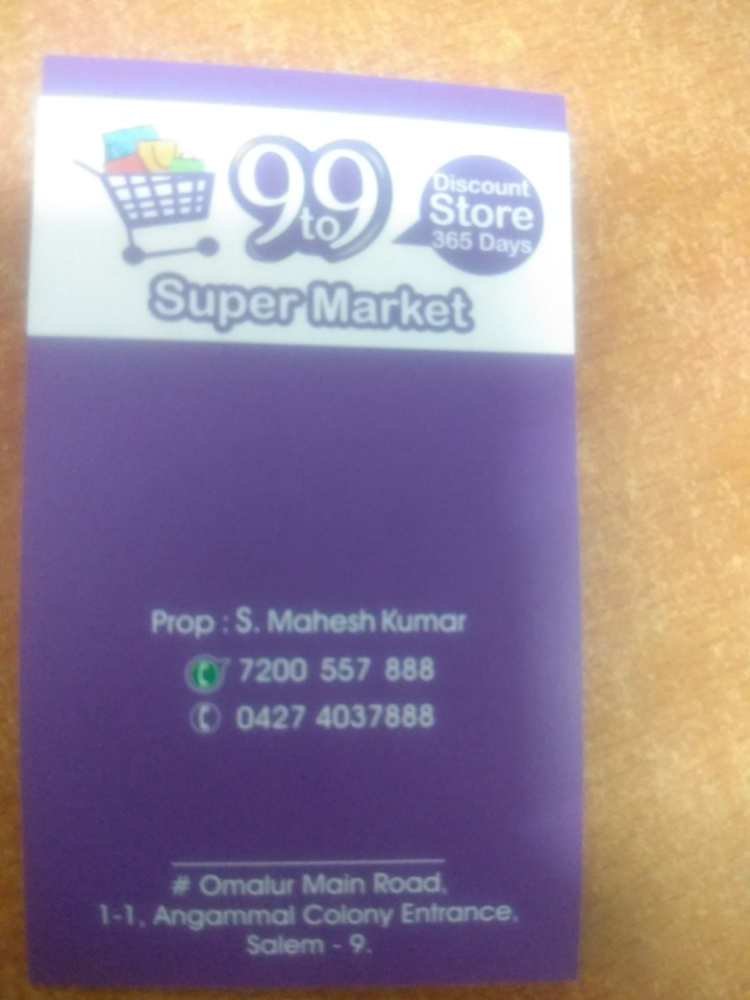 9to9
Discount
Store
365 Days
Super Market
Prop : S. Mahesh Kumar
7200 557 888
0427 4037888
# Omalur Main Road,
1-1, Angammal Colony Entrance,
Salem - 9.